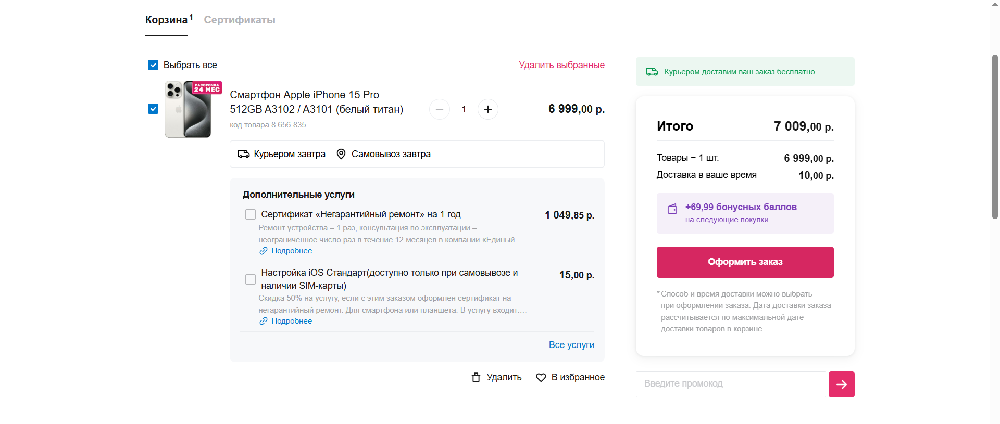 Корзина 1 Сертификаты
Выбрать все
Удалить выбранные
РАССРОЧКА
24 МЕС
Смартфон Apple iPhone 15 Pro
512GB A3102 / A3101 (белый титан)
код товара 8.656.835
1
6 999,00 р.
Курьером завтра Самовывоз завтра
Дополнительные услуги
Сертификат «Негарантийный ремонт» на 1 год
1 049,85 р.
Ремонт устройства – 1 раз, консультация по эксплуатации –
неограниченное число раз в течение 12 месяцев в компании «Единый...
Подробнее
Настройка iOS Стандарт(доступно только при самовывозе и
наличии SIM-карты)
15,00 р.
Скидка 50% на услугу, если с этим заказом оформлен сертификат на
негарантийный ремонт. Для смартфона или планшета. В услугу входит:...
Подробнее
Все услуги
Удалить В избранное
Курьером доставим ваш заказ бесплатно
Итого 7 009,00 р.
Товары – 1 шт. 6 999,00 р.
Доставка в ваше время 10,00 р.
+69,99 бонусных баллов
на следующие покупки
Оформить заказ
* Способ и время доставки можно выбрать
при оформлении заказа. Дата доставки заказа
рассчитывается по максимальной дате
доставки товаров в корзине.
Введите промокод